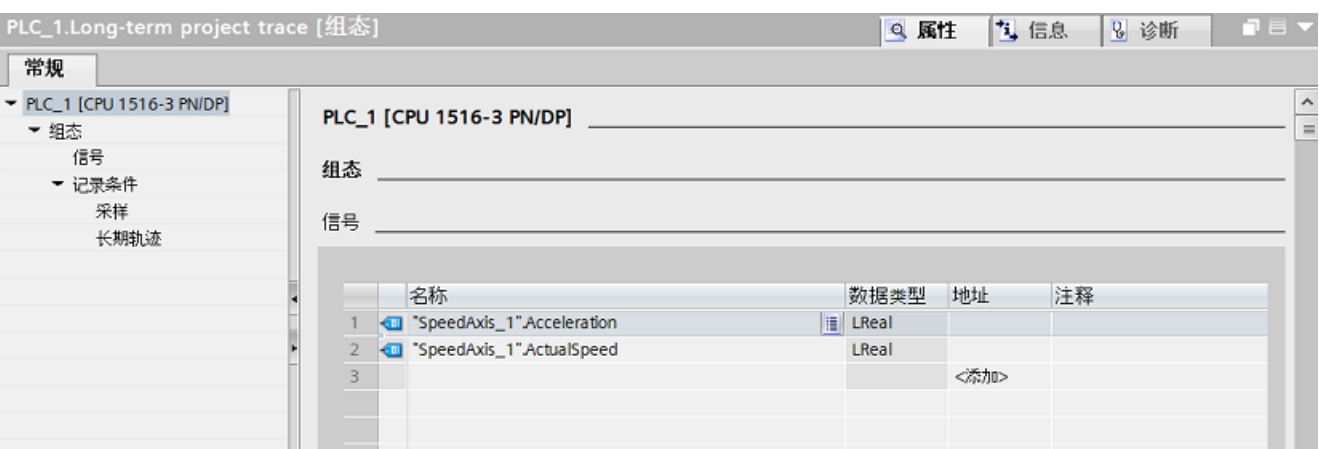 PLC_1.Long-term project trace [组态]
属性 信息 诊断
常规
PLC_1 [CPU 1516-3 PN/DP]
组态
信号
记录条件
采样
长期轨迹
PLC_1 [CPU 1516-3 PN/DP]
组态
信号
名称 数据类型 地址 注释
1 "SpeedAxis_1".Acceleration LReal
2 "SpeedAxis_1".ActualSpeed LReal
3 <添加>